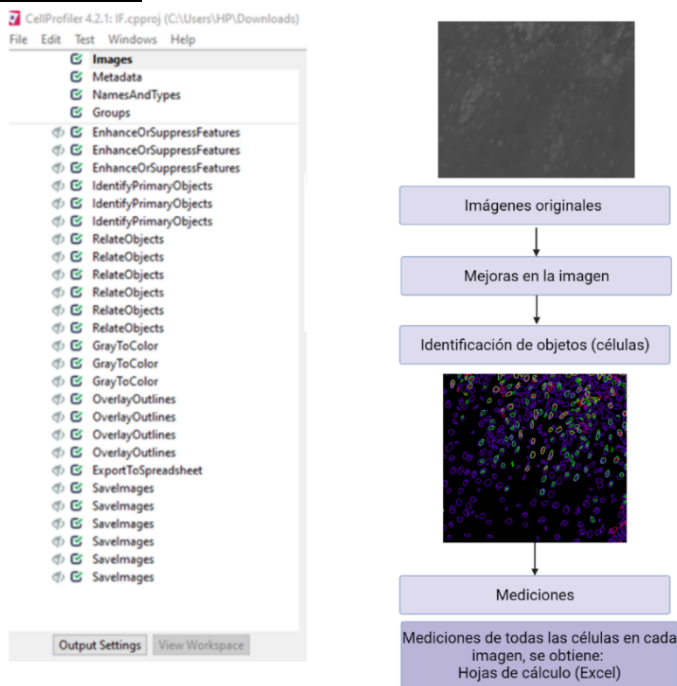 CellProfiler 4.2.1: IF.cpproj (C:\Users\HP\Downloads)
File Edit Test Windows Help
Images
Metadata
NamesAndTypes
Groups
EnhanceOrSuppressFeatures
EnhanceOrSuppressFeatures
EnhanceOrSuppressFeatures
IdentifyPrimaryObjects
IdentifyPrimaryObjects
IdentifyPrimaryObjects
RelateObjects
RelateObjects
RelateObjects
RelateObjects
RelateObjects
RelateObjects
GrayToColor
GrayToColor
GrayToColor
OverlayOutlines
OverlayOutlines
OverlayOutlines
OverlayOutlines
ExportToSpreadsheet
SaveImages
SaveImages
SaveImages
SaveImages
SaveImages
SaveImages
Output Settings View Workspace
Imágenes originales
Mejoras en la imagen
Identificación de objetos (células)
Mediciones
Mediciones de todas las células en cada
imagen, se obtiene:
Hojas de cálculo (Excel)